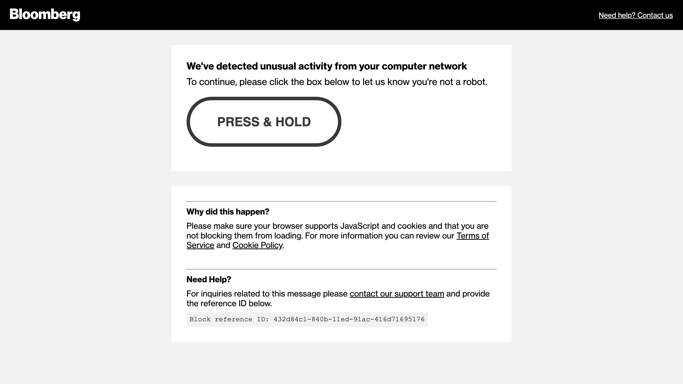 Bloomberg
Need help? Contact us
We've detected unusual activity from your computer network
To continue, please click the box below to let us know you're not a robot.
PRESS & HOLD
Why did this happen?
Please make sure your browser supports JavaScript and cookies and that you are
not blocking them from loading. For more information you can review our Terms of
Service and Cookie Policy.
Need Help?
For inquiries related to this message please contact our support team and provide
the reference ID below.
Block reference ID: 432d84c1-840b-11ed-91ac-416d71695176